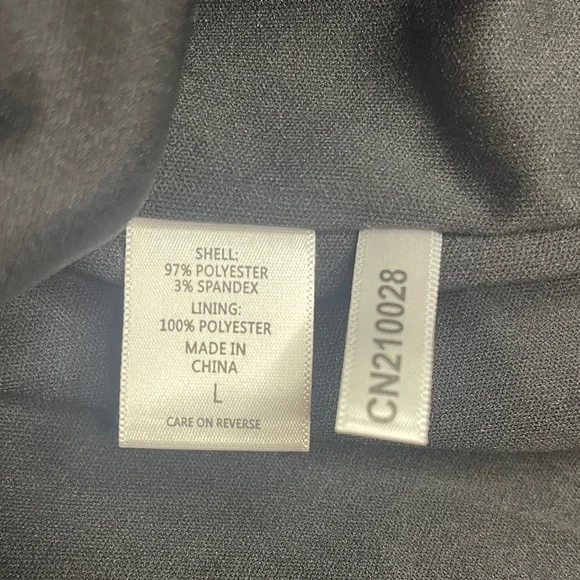 SHELL:
97% POLYESTER
3% SPANDEX
LINING:
100% POLYESTER
MADE IN
CHINA
L
CARE ON REVERSE
CN210028